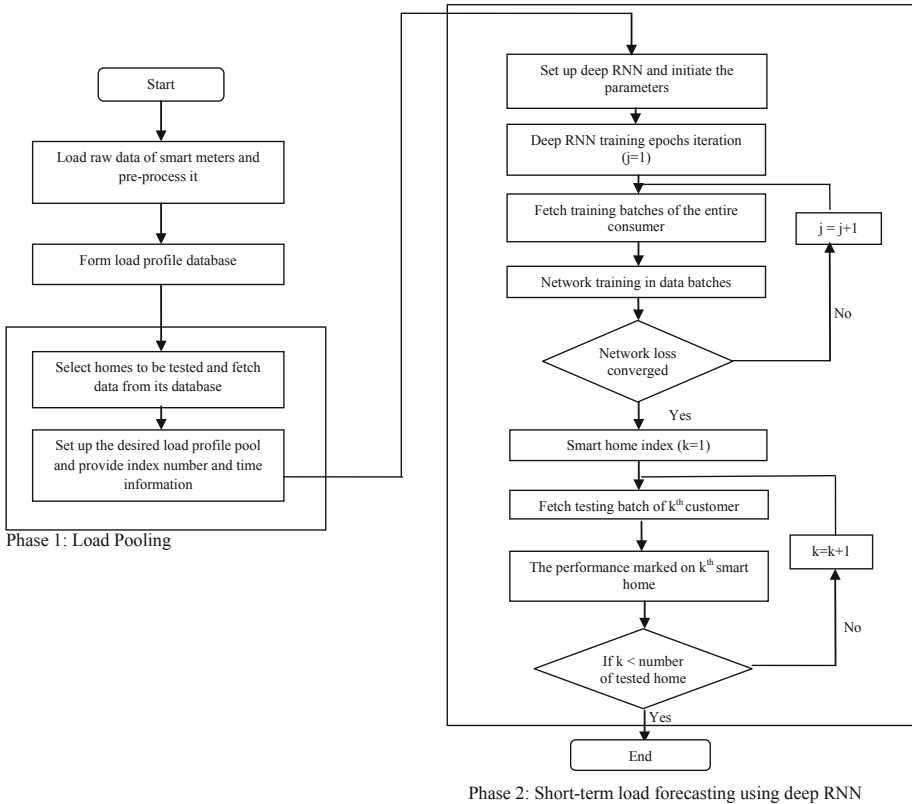 Start
Load raw data of smart meters and
pre-process it
Form load profile database
Select homes to be tested and fetch
data from its database
Set up the desired load profile pool
and provide index number and time
information
Phase 1: Load Pooling
Set up deep RNN and initiate the
parameters
Deep RNN training epochs iteration
(j=1)
Fetch training batches of the entire
consumer
j = j+1
Network training in data batches
No
Network loss
converged
Yes
Smart home index (k=1)
Fetch testing batch of kth customer
k=k+1
The performance marked on kth smart
home
No
If k < number
of tested home
Yes
End
Phase 2: Short-term load forecasting using deep RNN